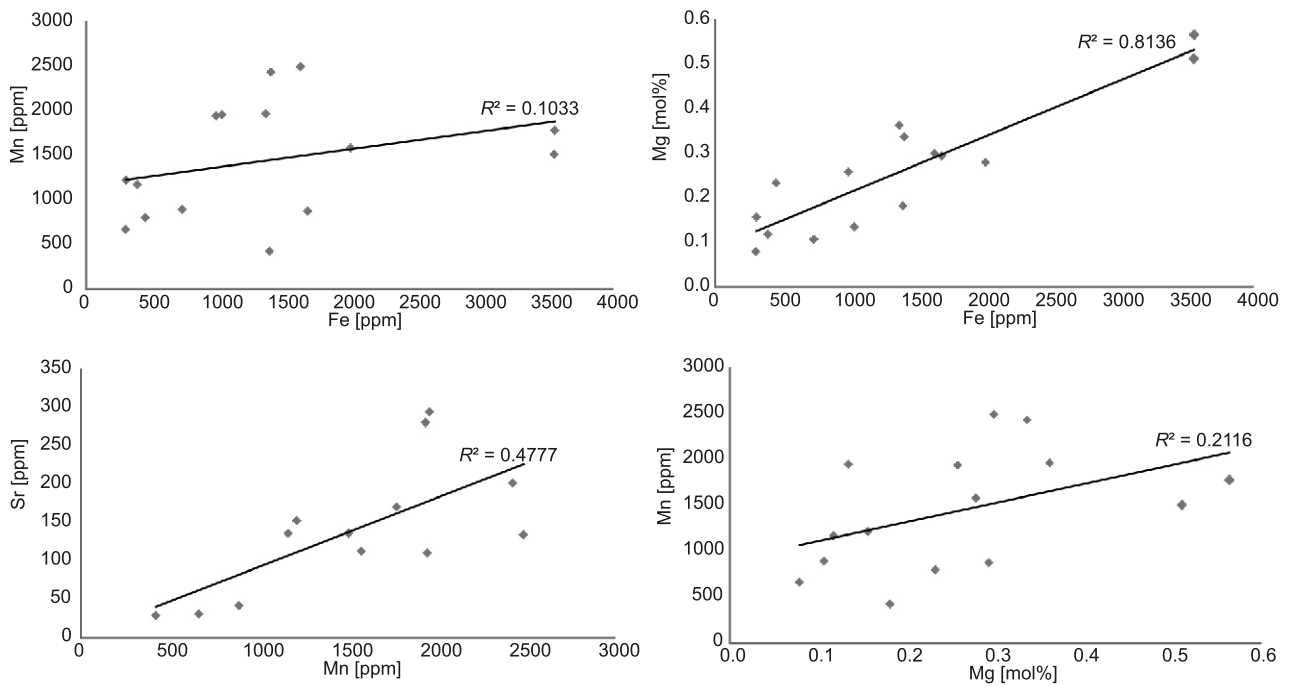 3000
2500
2000
1500
1000
500
0
Mn [ppm]
R² = 0.1033
0 500 1000 1500 2000 2500 3000 3500 4000
Fe [ppm]
0.6
0.5
0.4
0.3
0.2
0.1
0.0
Mg [mol%]
R² = 0.8136
0 500 1000 1500 2000 2500 3000 3500 4000
Fe [ppm]
350
300
250
200
150
100
50
0
Sr [ppm]
R² = 0.4777
0 500 1000 1500 2000 2500 3000
Mn [ppm]
3000
2500
2000
1500
1000
500
0
Mn [ppm]
R² = 0.2116
0.0 0.1 0.2 0.3 0.4 0.5 0.6
Mg [mol%]